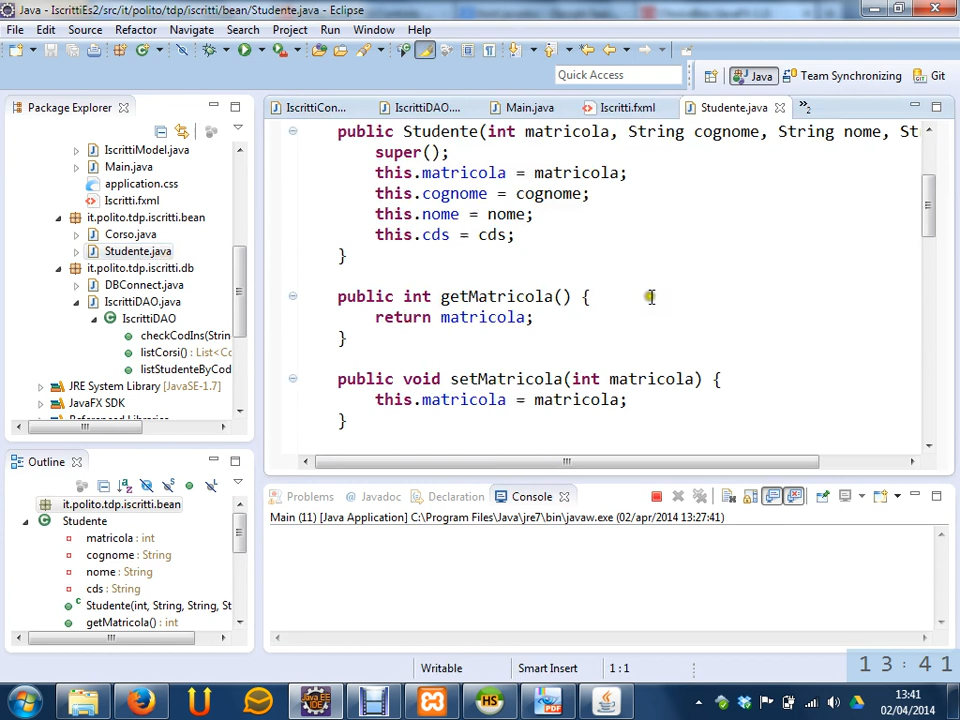 Java - IscrittiEs2/src/it/polito/tdp/iscritti/bean/Studente.java - Eclipse
File Edit Source Refactor Navigate Search Project Run Window Help
Quick Access
Java
Team Synchronizing
Git
Package Explorer
IscrittiModel.java
Main.java
application.css
Iscritti.fxml
it.polito.tdp.iscritti.bean
Corso.java
Studente.java
it.polito.tdp.iscritti.db
DBConnect.java
IscrittiDAO.java
IscrittiDAO
checkCodIns(Strin
listCorsi() : List<Co
listStudenteByCod
JRE System Library [JavaSE-1.7]
JavaFX SDK
Outline
it.polito.tdp.iscritti.bean
Studente
matricola : int
cognome : String
nome : String
cds : String
Studente(int, String, String, St
getMatricola() : int
IscrittiCon... IscrittiDAO.... Main.java Iscritti.fxml Studente.java »2
public Studente(int matricola, String cognome, String nome, St
super();
this.matricola = matricola;
this.cognome = cognome;
this.nome = nome;
this.cds = cds;
}
public int getMatricola() {
return matricola;
}
public void setMatricola(int matricola) {
this.matricola = matricola;
}
Problems @ Javadoc Declaration Console
Main (11) [Java Application] C:\Program Files\Java\jre7\bin\javaw.exe (02/apr/2014 13:27:41)
Writable Smart Insert 1 : 1
13:41
13:41
02/04/2014